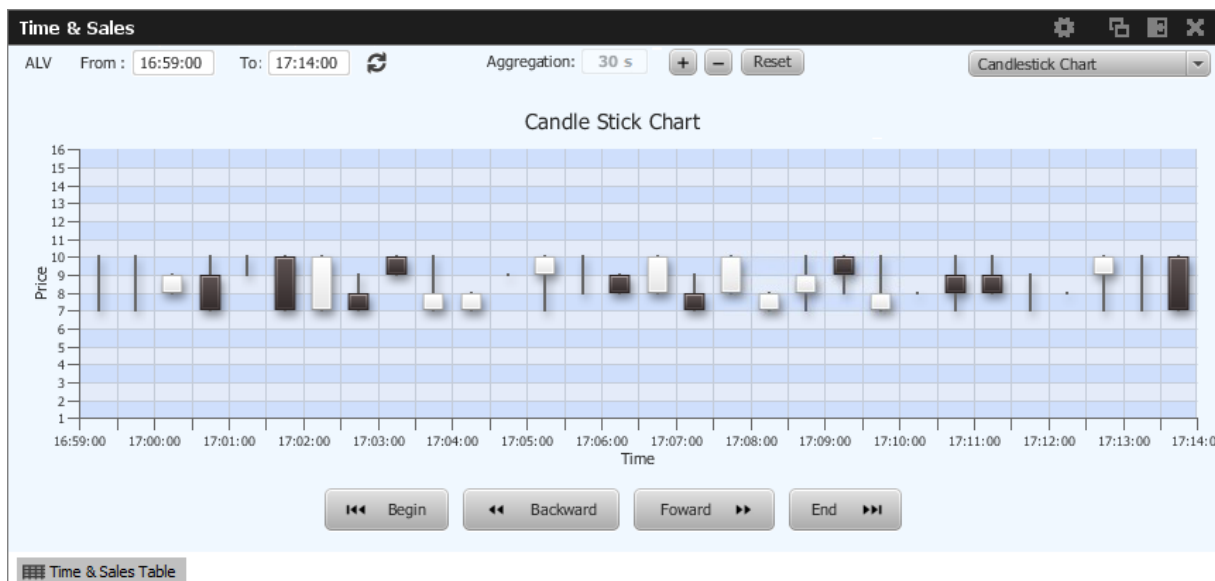 Time & Sales
ALV From : 16:59:00 To: 17:14:00 Aggregation: 30 s + – Reset Candlestick Chart
Candle Stick Chart
16
15
14
13
12
11
10
9
8
7
6
5
4
3
2
1
Price
16:59:00 17:00:00 17:01:00 17:02:00 17:03:00 17:04:00 17:05:00 17:06:00 17:07:00 17:08:00 17:09:00 17:10:00 17:11:00 17:12:00 17:13:00 17:14:0
Time
Begin Backward Foward End
Time & Sales Table